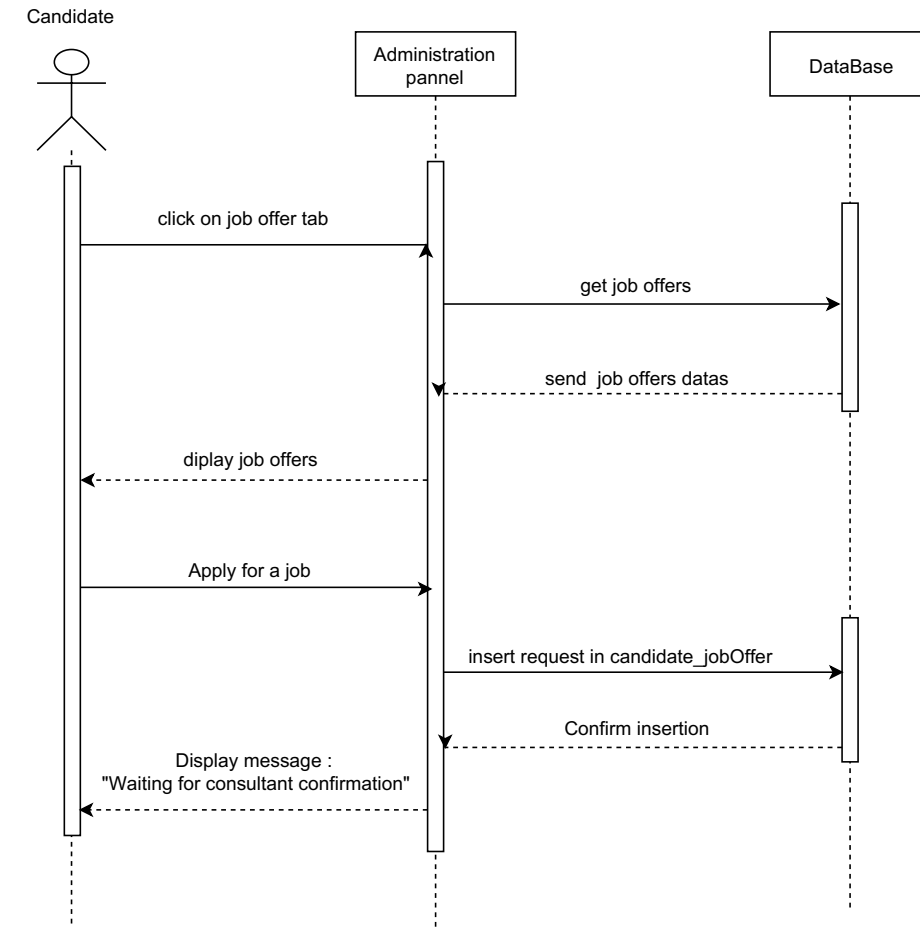 Candidate
Administration
pannel
DataBase
click on job offer tab
get job offers
send  job offers datas
diplay job offers
Apply for a job
insert request in candidate_jobOffer
Confirm insertion
Display message :
"Waiting for consultant confirmation"